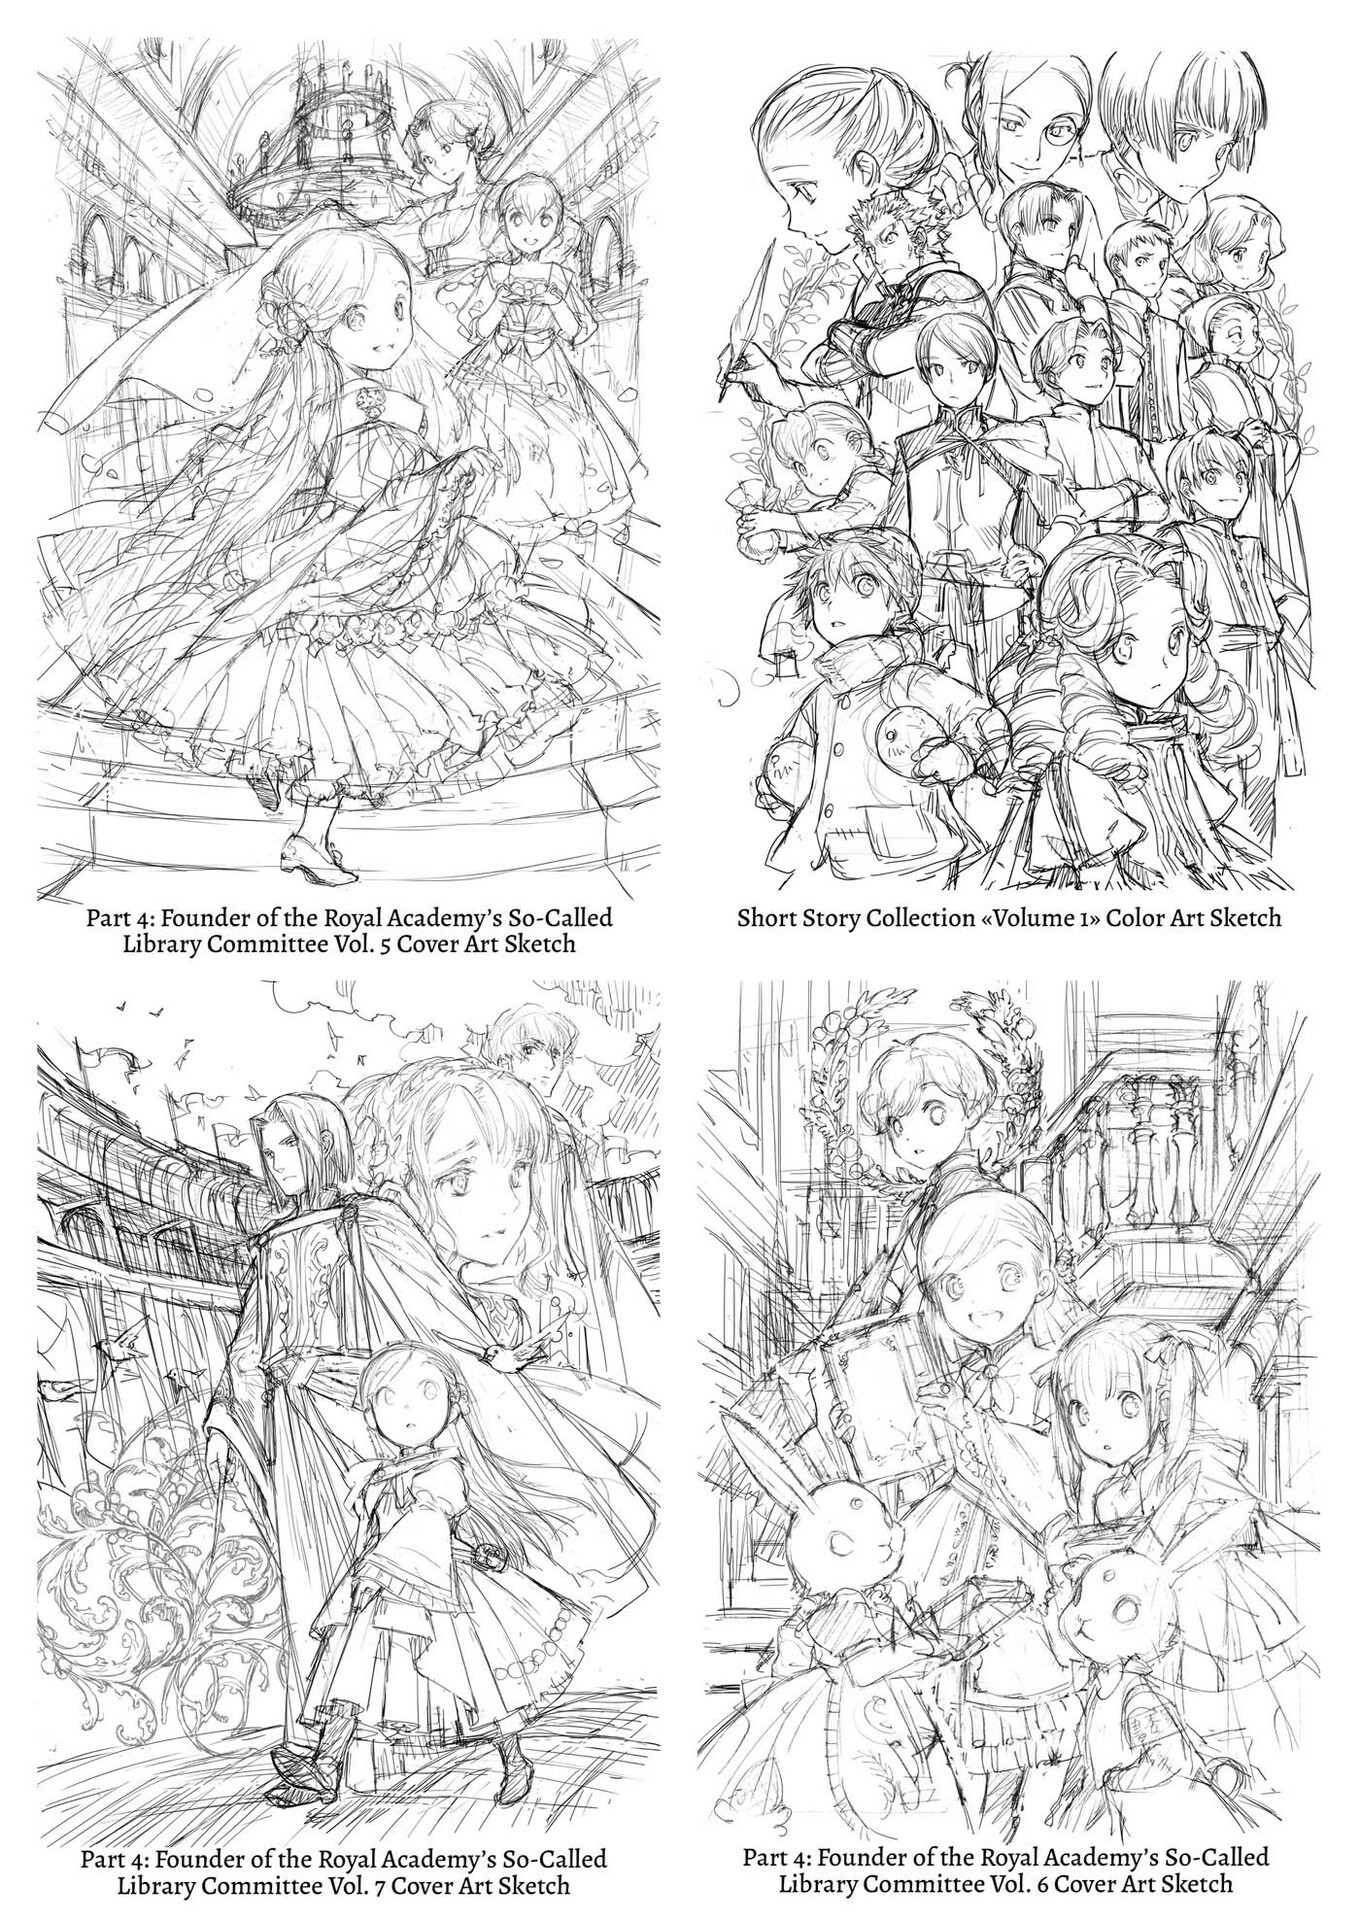 Part 4: Founder of the Royal Academy’s So-Called
Library Committee Vol. 5 Cover Art Sketch
Short Story Collection «Volume 1» Color Art Sketch
Part 4: Founder of the Royal Academy’s So-Called
Library Committee Vol. 7 Cover Art Sketch
Part 4: Founder of the Royal Academy’s So-Called
Library Committee Vol. 6 Cover Art Sketch